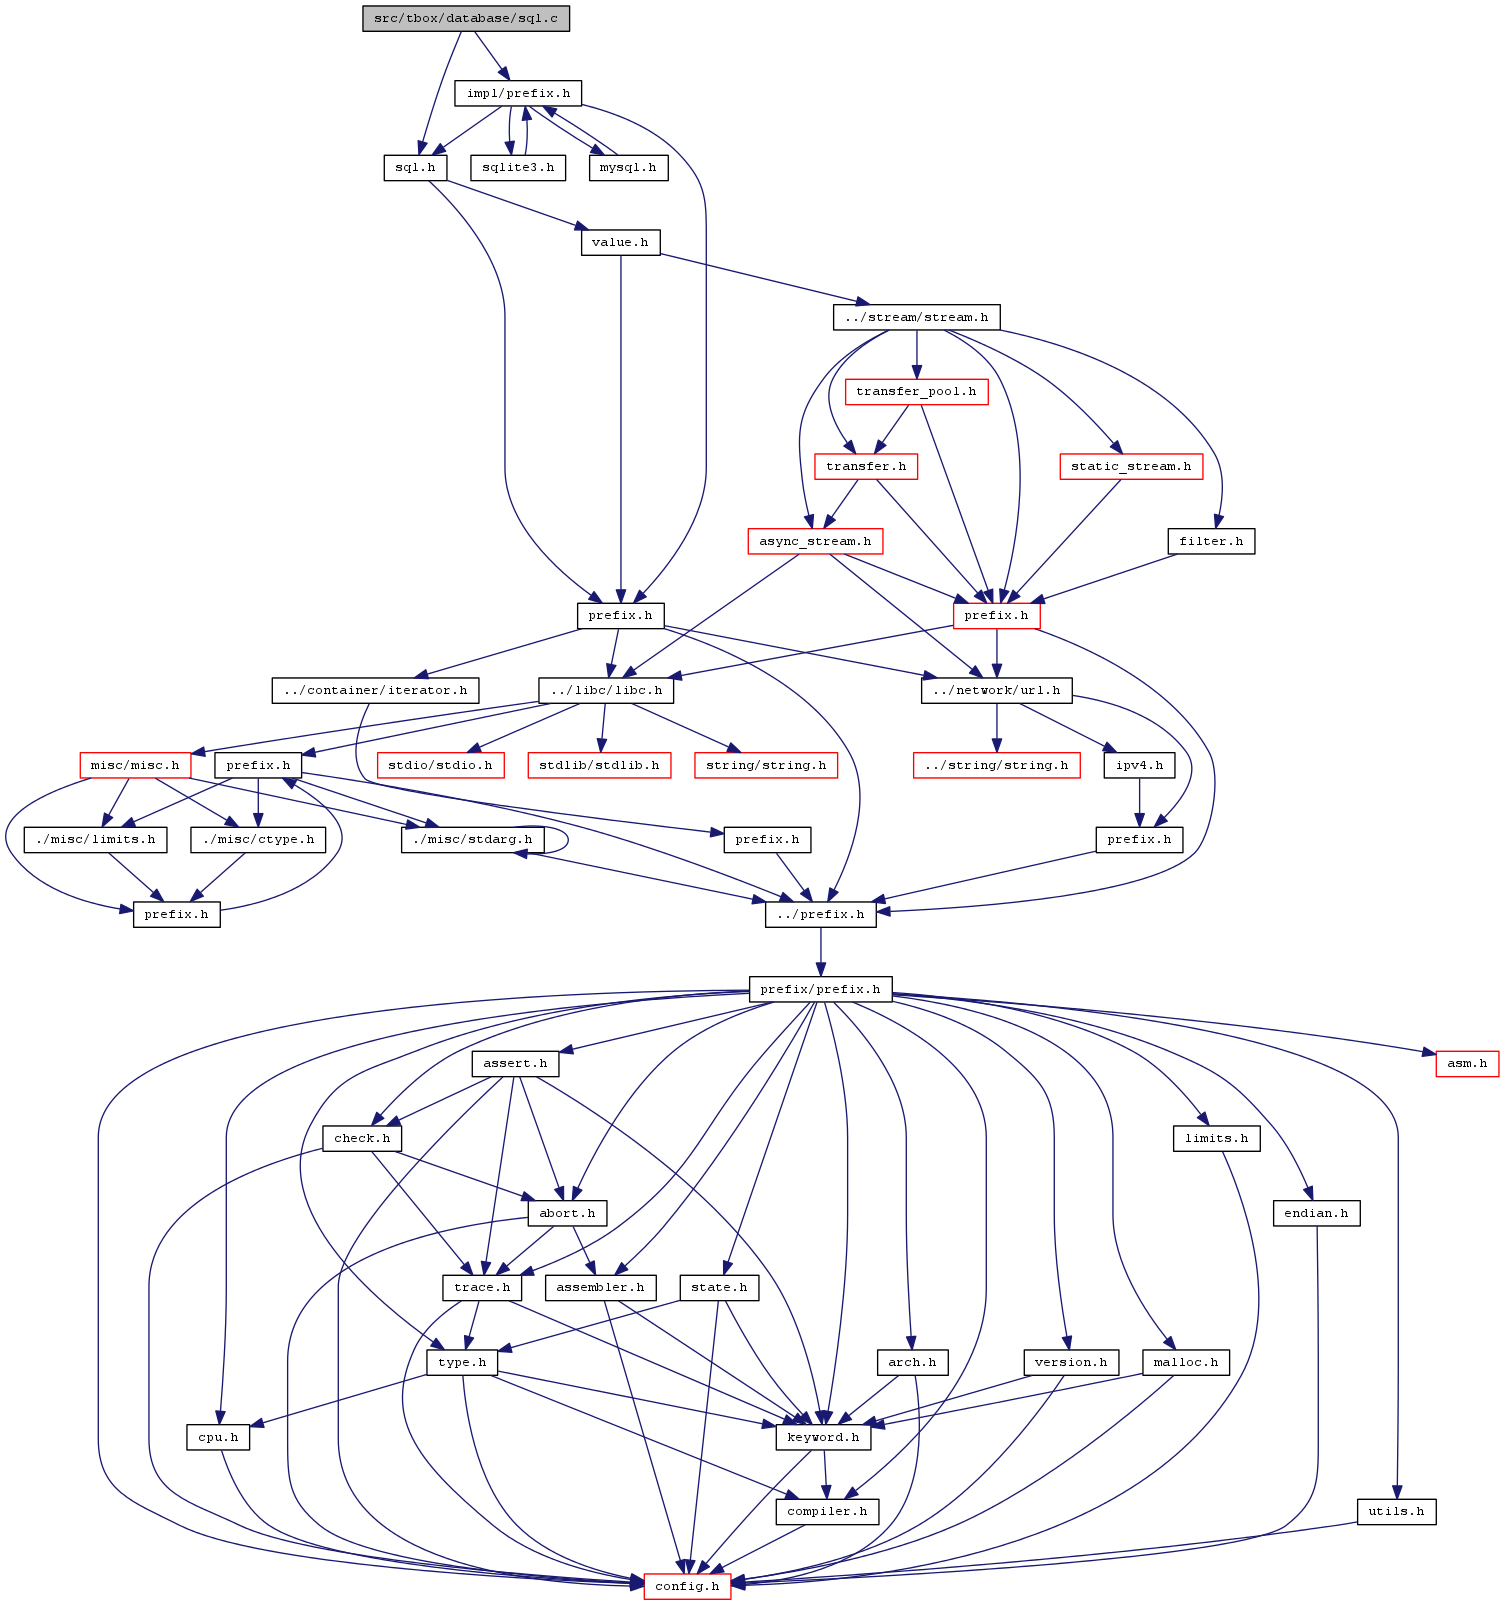 src/tbox/database/sql.c
impl/prefix.h
sql.h
sqlite3.h
mysql.h
value.h
../stream/stream.h
transfer_pool.h
transfer.h
static_stream.h
async_stream.h
filter.h
prefix.h
prefix.h
../container/iterator.h
../libc/libc.h
../network/url.h
misc/misc.h
prefix.h
stdio/stdio.h
stdlib/stdlib.h
string/string.h
../string/string.h
ipv4.h
./misc/limits.h
./misc/ctype.h
./misc/stdarg.h
prefix.h
prefix.h
prefix.h
../prefix.h
prefix/prefix.h
assert.h
asm.h
check.h
limits.h
abort.h
endian.h
trace.h
assembler.h
state.h
type.h
arch.h
version.h
malloc.h
cpu.h
keyword.h
compiler.h
utils.h
config.h